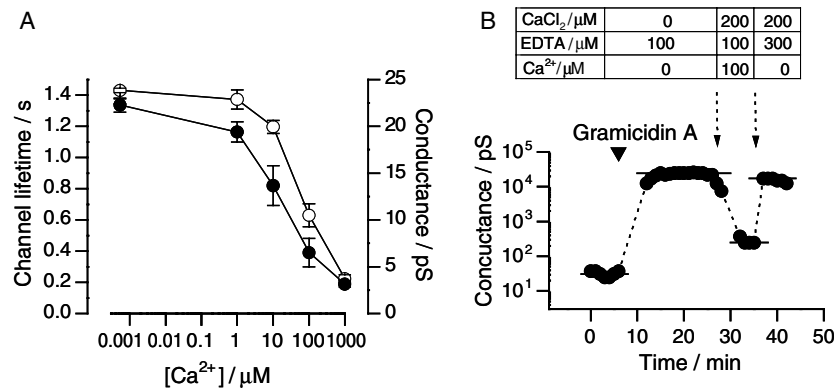 A
Channel lifetime / s
1.4
1.2
1.0
0.8
0.6
0.4
0.2
0.0
25
20
15
10
5
0
Conductance / pS
0.001 0.01 0.1 1 10 100 1000
[Ca²⁺] / µM
B
CaCl₂/µM 0 200 200
EDTA/µM 100 100 300
Ca²⁺/µM 0 100 0
Gramicidin A
Concuctance / pS
10⁵
10⁴
10³
10²
10¹
0 10 20 30 40 50
Time / min